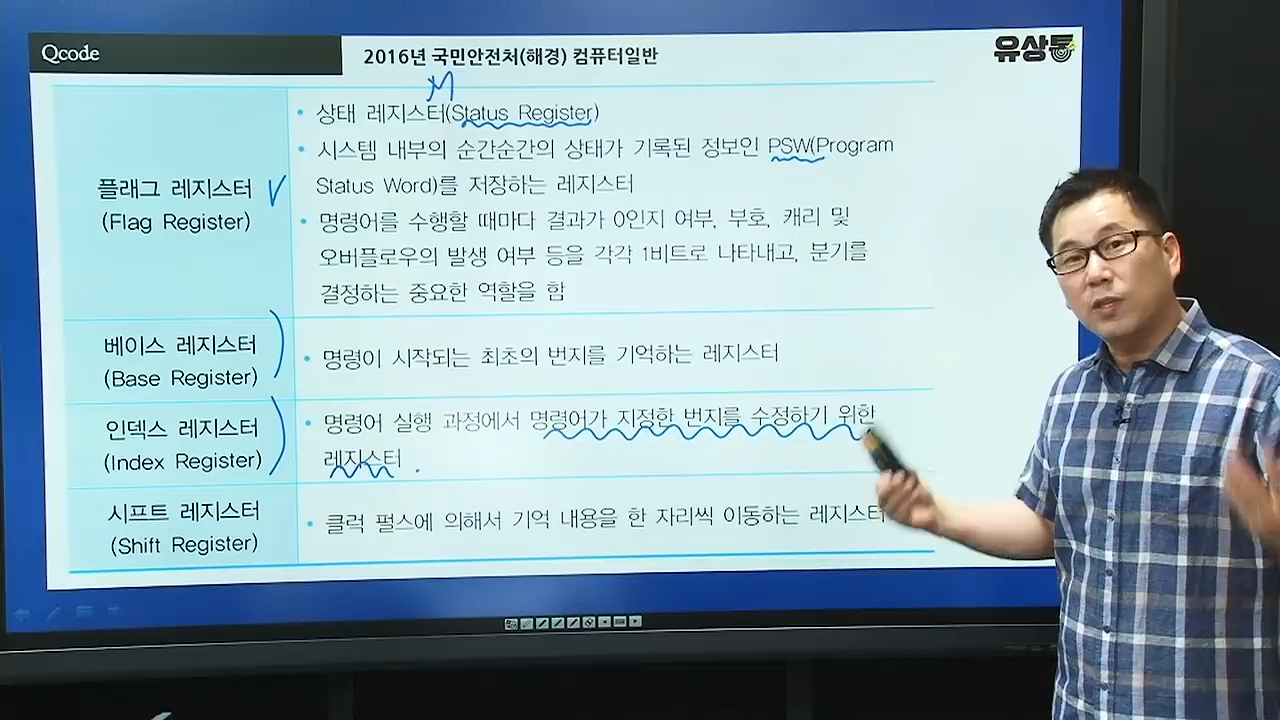 Qcode
2016년 국민안전처(해경) 컴퓨터일반
유상통
플래그 레지스터
(Flag Register)
• 상태 레지스터(Status Register)
• 시스템 내부의 순간순간의 상태가 기록된 정보인 PSW(Program
Status Word)를 저장하는 레지스터
• 명령어를 수행할 때마다 결과가 0인지 여부, 부호, 캐리 및
오버플로우의 발생 여부 등을 각각 1비트로 나타내고, 분기를
결정하는 중요한 역할을 함
베이스 레지스터
(Base Register)
• 명령이 시작되는 최초의 번지를 기억하는 레지스터
인덱스 레지스터
(Index Register)
• 명령어 실행 과정에서 명령어가 지정한 번지를 수정하기 위한
레지스터
시프트 레지스터
(Shift Register)
• 클럭 펄스에 의해서 기억 내용을 한 자리씩 이동하는 레지스터